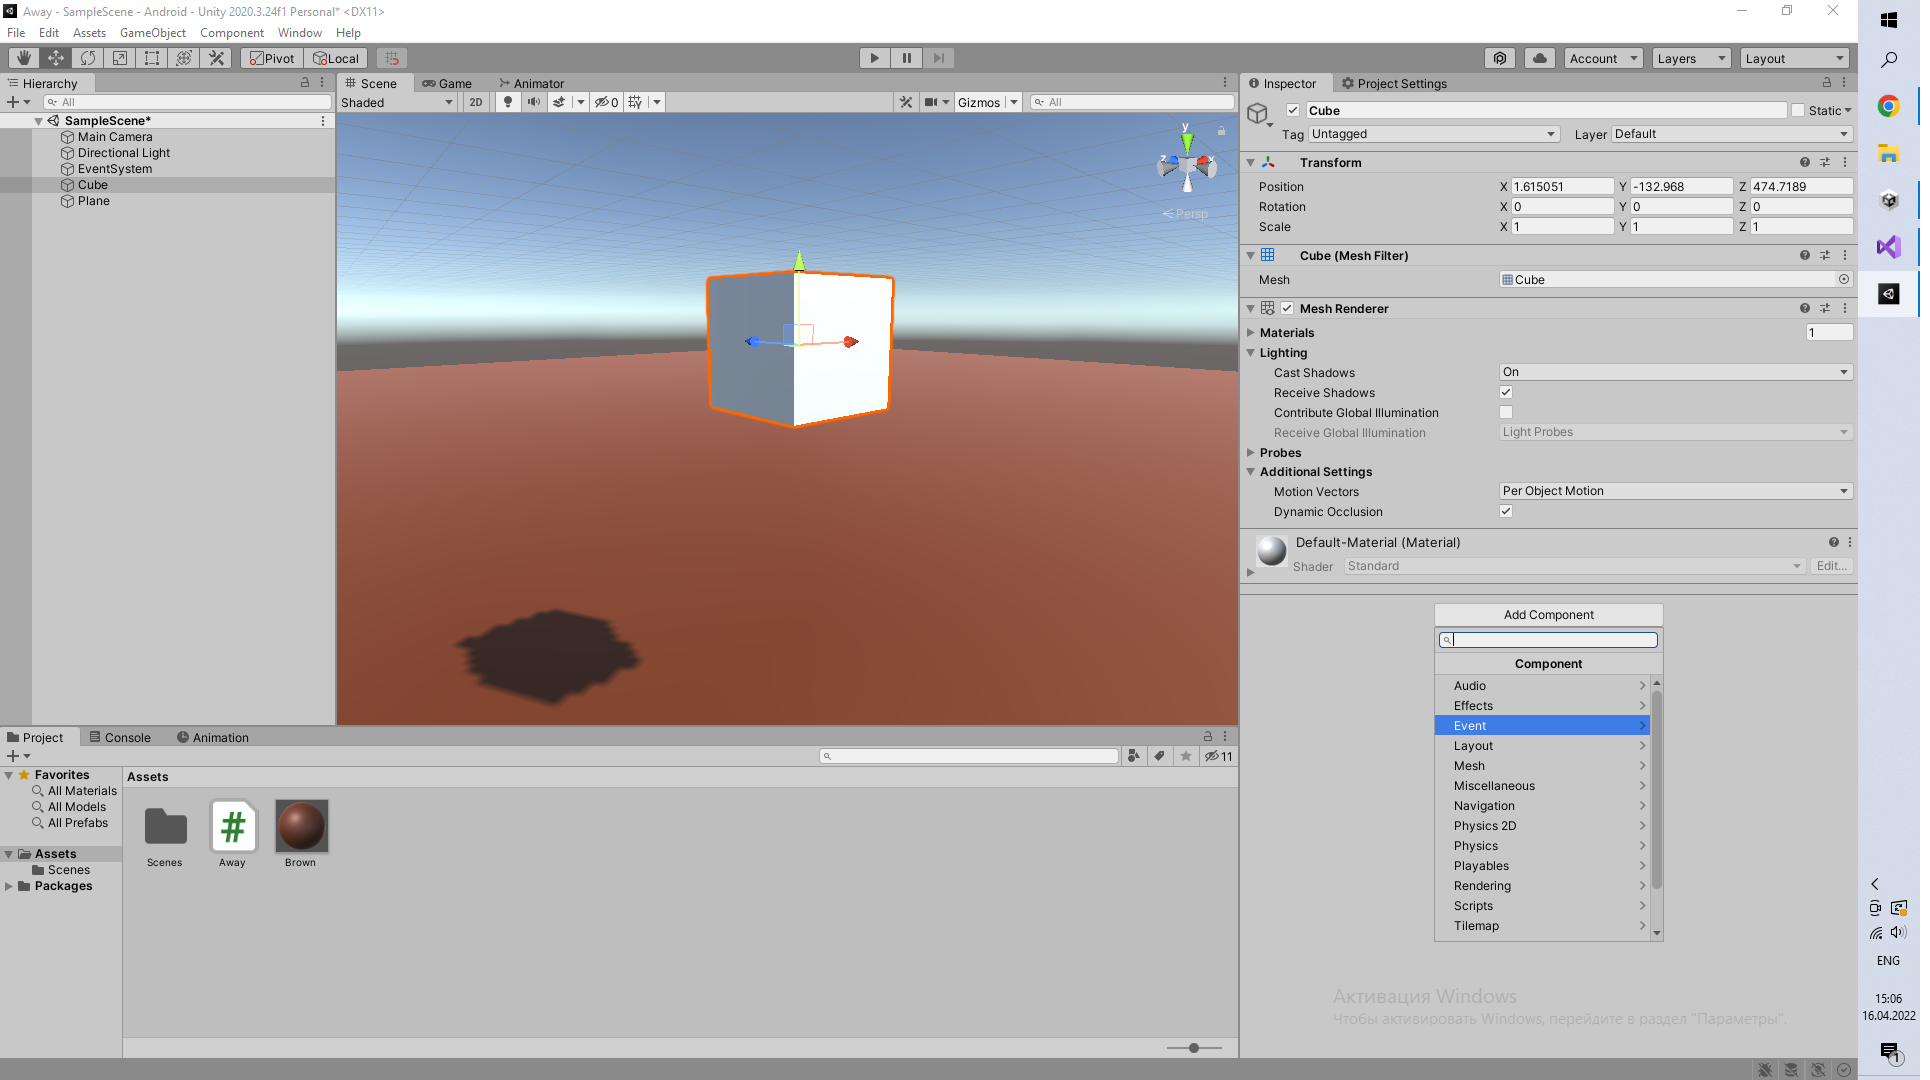 Away - SampleScene - Android - Unity 2020.3.24f1 Personal* <DX11>
File Edit Assets GameObject Component Window Help
Pivot Local Account Layers Layout
Hierarchy
All
SampleScene*
Main Camera
Directional Light
EventSystem
Cube
Plane
Scene Game Animator
Shaded 2D 0 Gizmos All
y
z x
Persp
Inspector Project Settings
Cube Static
Tag Untagged Layer Default
Transform
Position X 1.615051 Y -132.968 Z 474.7189
Rotation X 0 Y 0 Z 0
Scale X 1 Y 1 Z 1
Cube (Mesh Filter)
Mesh Cube
Mesh Renderer
Materials 1
Lighting
Cast Shadows On
Receive Shadows
Contribute Global Illumination
Receive Global Illumination Light Probes
Probes
Additional Settings
Motion Vectors Per Object Motion
Dynamic Occlusion
Default-Material (Material)
Shader Standard Edit...
Add Component
Component
Audio
Effects
Event
Layout
Mesh
Miscellaneous
Navigation
Physics 2D
Physics
Playables
Rendering
Scripts
Tilemap
Project Console Animation
11
Favorites
All Materials
All Models
All Prefabs
Assets
Scenes
Packages
Assets
Scenes Away Brown
Активация Windows
Чтобы активировать Windows, перейдите в раздел "Параметры".
ENG
15:06
16.04.2022
1